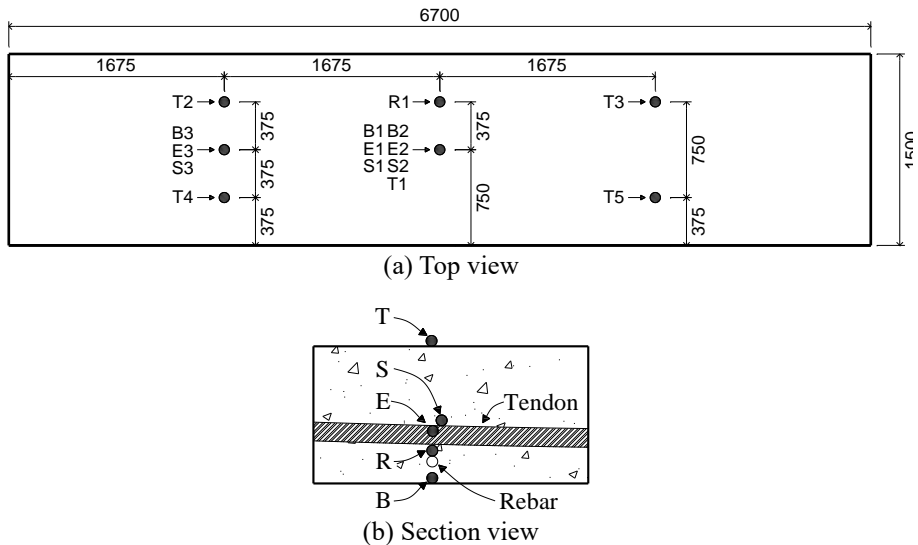 6700
1675 1675 1675
T2 R1 T3
375 375
B3 B1 B2
E3 E1 E2 750 1500
S3 S1 S2
375 T1
T4 750 T5
375 375
(a) Top view
T
S
E Tendon
R
B Rebar
(b) Section view